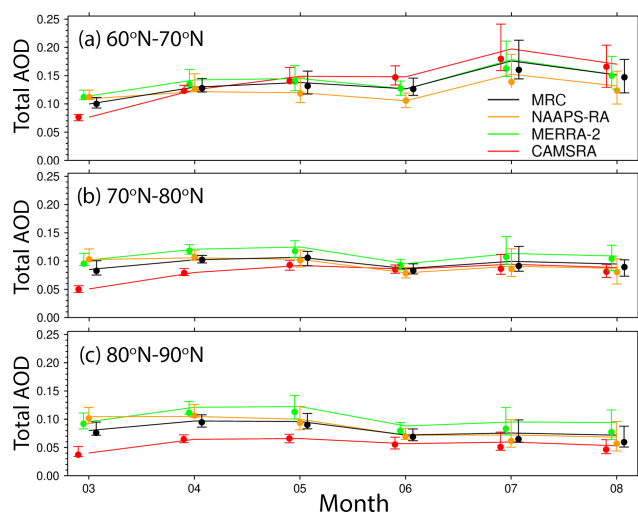 0.25
(a) 60°N-70°N
0.20
0.15
Total AOD
0.10
MRC
NAAPS-RA
0.05
MERRA-2
CAMSRA
0.00
0.25
(b) 70°N-80°N
0.20
0.15
Total AOD
0.10
0.05
0.00
0.25
(c) 80°N-90°N
0.20
0.15
Total AOD
0.10
0.05
0.00
03 04 05 06 07 08
Month